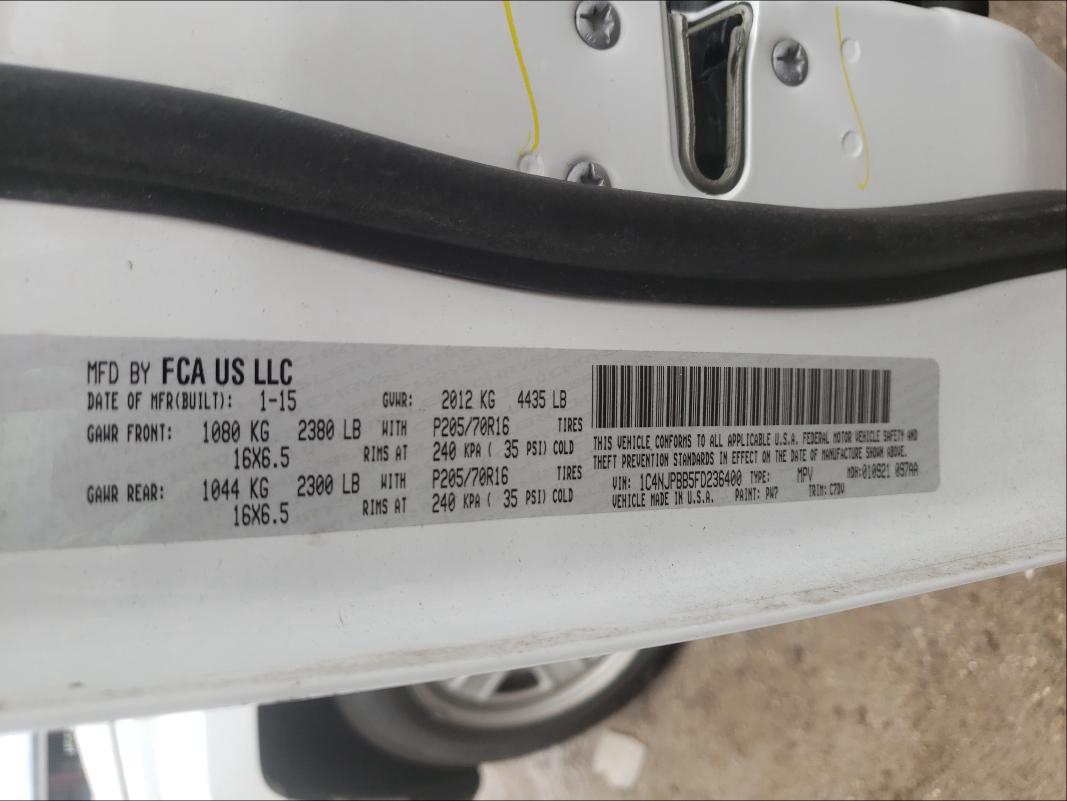 MFD BY FCA US LLC
DATE OF MFR(BUILT): 1-15 GVWR: 2012 KG 4435 LB
GAWR FRONT: 1080 KG 2380 LB WITH P205/70R16 TIRES
16X6.5 RIMS AT 240 KPA ( 35 PSI) COLD
GAWR REAR: 1044 KG 2300 LB WITH P205/70R16 TIRES
16X6.5 RIMS AT 240 KPA ( 35 PSI) COLD
THIS VEHICLE CONFORMS TO ALL APPLICABLE U.S.A. FEDERAL MOTOR VEHICLE SAFETY AND
THEFT PREVENTION STANDARDS IN EFFECT ON THE DATE OF MANUFACTURE SHOWN ABOVE.
VIN: 1C4NJPBB5FD236400 TYPE: MPV MDH: 010921 097AA
VEHICLE MADE IN U.S.A. PAINT: PW7 TRIM: C7DV